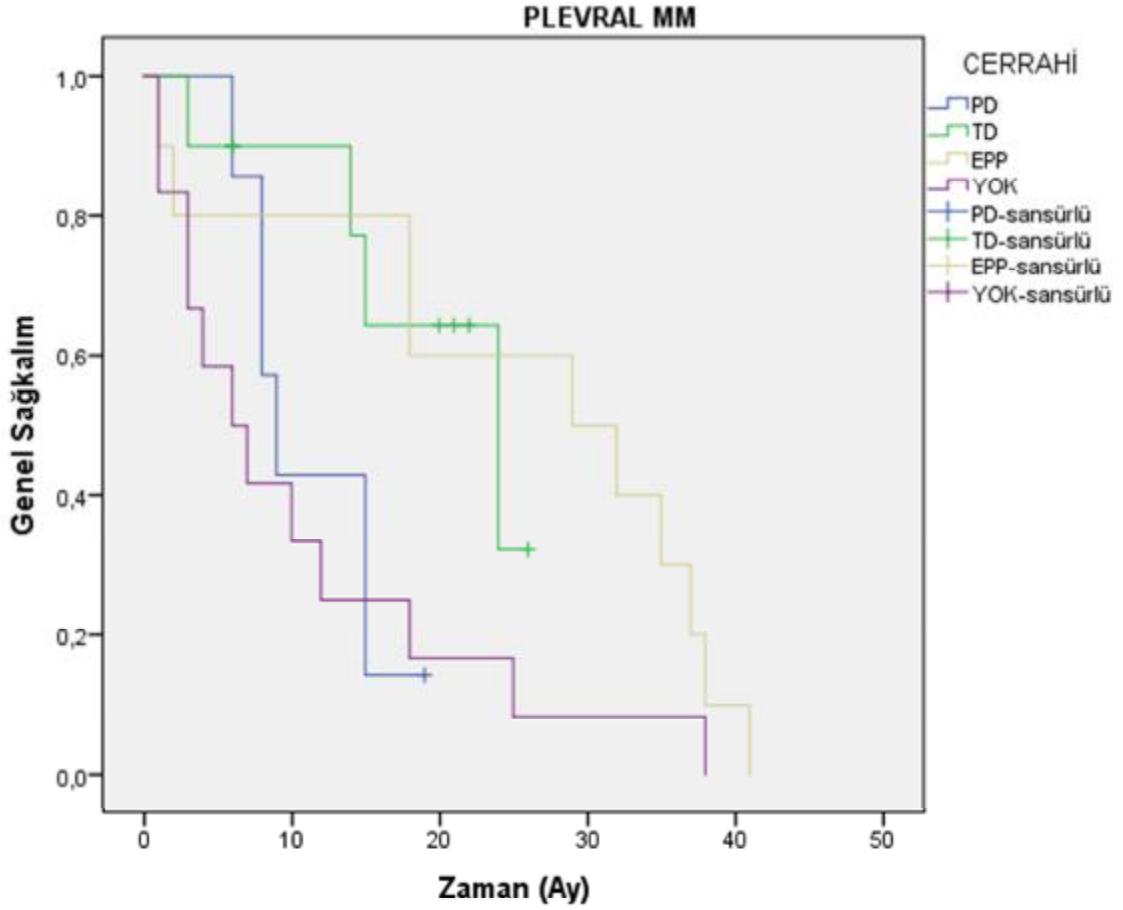 PLEVRAL MM
CERRAHİ
PD
TD
EPP
YOK
PD-sansürlü
TD-sansürlü
EPP-sansürlü
YOK-sansürlü
Genel Sağkalım
1,0
0,8
0,6
0,4
0,2
0,0
0 10 20 30 40 50
Zaman (Ay)